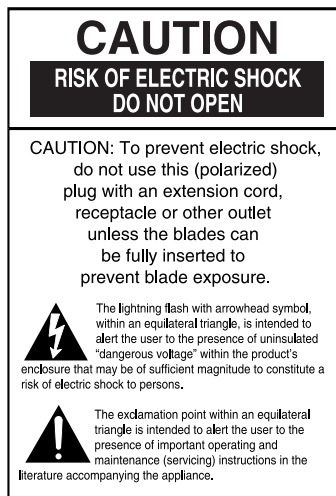 CAUTION
RISK OF ELECTRIC SHOCK
DO NOT OPEN
CAUTION: To prevent electric shock,
do not use this (polarized)
plug with an extension cord,
receptacle or other outlet
unless the blades can
be fully inserted to
prevent blade exposure.
The lightning flash with arrowhead symbol,
within an equilateral triangle, is intended to
alert the user to the presence of uninsulated
“dangerous voltage” within the product’s
enclosure that may be of sufficient magnitude to constitute a
risk of electric shock to persons.
The exclamation point within an equilateral
triangle is intended to alert the user to the
presence of important operating and
maintenance (servicing) instructions in the
literature accompanying the appliance.